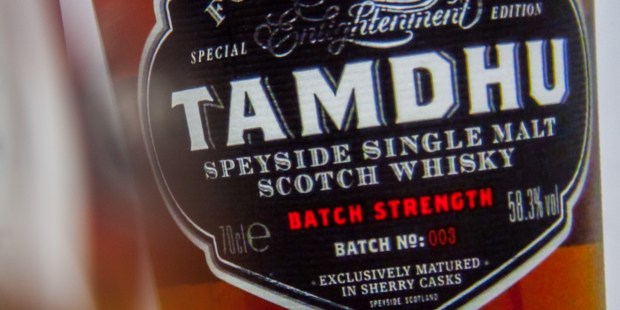 Enlightenment
SPECIAL EDITION
TAMDHU
SPEYSIDE SINGLE MALT
SCOTCH WHISKY
BATCH STRENGTH
70cl e
58.3% vol
BATCH Nº: 003
· EXCLUSIVELY MATURED ·
IN SHERRY CASKS
SPEYSIDE, SCOTLAND